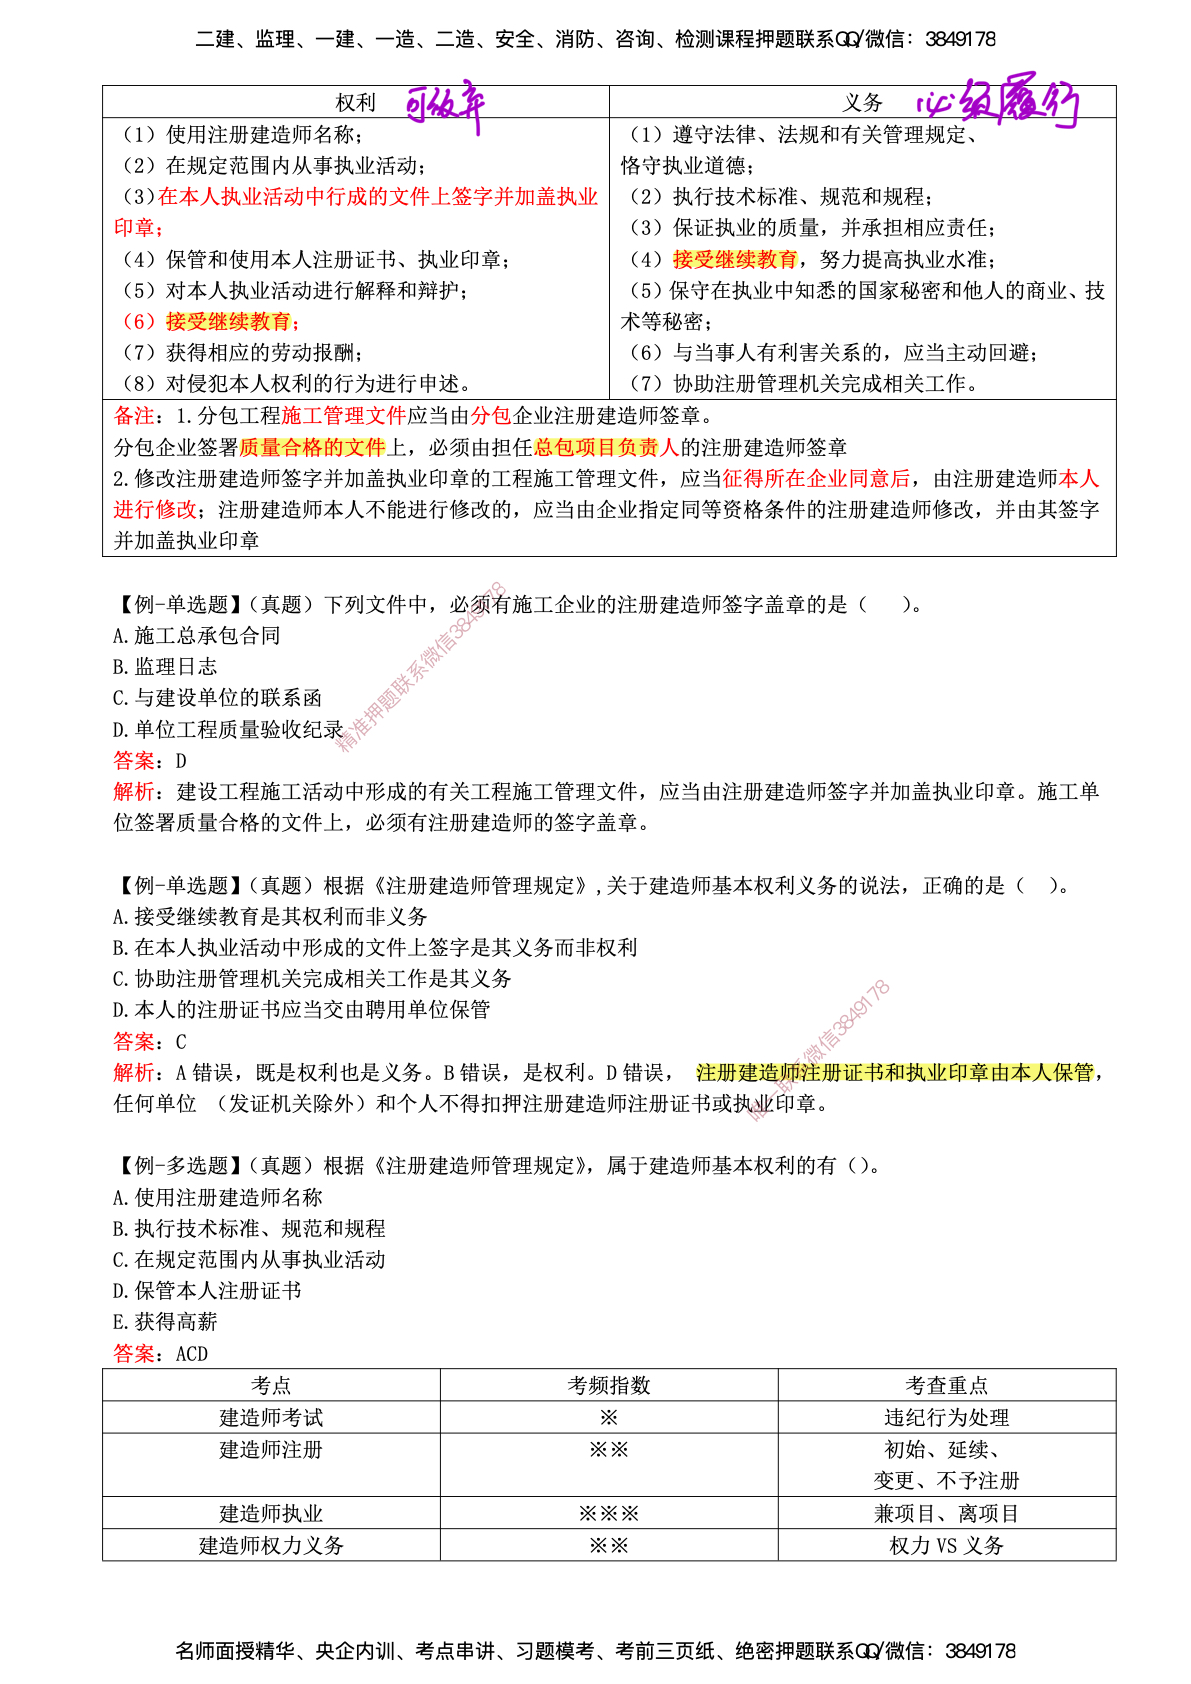 二建、监理、一建、一造、二造、安全、消防、咨询、检测课程押题联系QQ/微信：3849178
权利 可放弃
义务 必须履行
（1）使用注册建造师名称；
（2）在规定范围内从事执业活动；
（3）在本人执业活动中行成的文件上签字并加盖执业
印章；
（4）保管和使用本人注册证书、执业印章；
（5）对本人执业活动进行解释和辩护；
（6）接受继续教育；
（7）获得相应的劳动报酬；
（8）对侵犯本人权利的行为进行申述。
（1）遵守法律、法规和有关管理规定、
恪守执业道德；
（2）执行技术标准、规范和规程；
（3）保证执业的质量，并承担相应责任；
（4）接受继续教育，努力提高执业水准；
（5）保守在执业中知悉的国家秘密和他人的商业、技
术等秘密；
（6）与当事人有利害关系的，应当主动回避；
（7）协助注册管理机关完成相关工作。
备注：1.分包工程施工管理文件应当由分包企业注册建造师签章。
分包企业签署质量合格的文件上，必须由担任总包项目负责人的注册建造师签章
2.修改注册建造师签字并加盖执业印章的工程施工管理文件，应当征得所在企业同意后，由注册建造师本人
进行修改；注册建造师本人不能进行修改的，应当由企业指定同等资格条件的注册建造师修改，并由其签字
并加盖执业印章
【例-单选题】（真题）下列文件中，必须有施工企业的注册建造师签字盖章的是（   ）。
A.施工总承包合同
B.监理日志
C.与建设单位的联系函
D.单位工程质量验收纪录
精准押题联系微信3849178
答案：D
解析：建设工程施工活动中形成的有关工程施工管理文件，应当由注册建造师签字并加盖执业印章。施工单
位签署质量合格的文件上，必须有注册建造师的签字盖章。
【例-单选题】（真题）根据《注册建造师管理规定》,关于建造师基本权利义务的说法，正确的是（  ）。
A.接受继续教育是其权利而非义务
B.在本人执业活动中形成的文件上签字是其义务而非权利
C.协助注册管理机关完成相关工作是其义务
D.本人的注册证书应当交由聘用单位保管
唯一联系微信3849178
答案：C
解析：A 错误，既是权利也是义务。B 错误，是权利。D 错误， 注册建造师注册证书和执业印章由本人保管，
任何单位 （发证机关除外）和个人不得扣押注册建造师注册证书或执业印章。
【例-多选题】（真题）根据《注册建造师管理规定》，属于建造师基本权利的有（）。
A.使用注册建造师名称
B.执行技术标准、规范和规程
C.在规定范围内从事执业活动
D.保管本人注册证书
E.获得高薪
答案：ACD
考点 考频指数 考查重点
建造师考试 ※ 违纪行为处理
建造师注册 ※※ 初始、延续、
变更、不予注册
建造师执业 ※※※ 兼项目、离项目
建造师权力义务 ※※ 权力 VS 义务
名师面授精华、央企内训、考点串讲、习题模考、考前三页纸、绝密押题联系QQ/微信：3849178